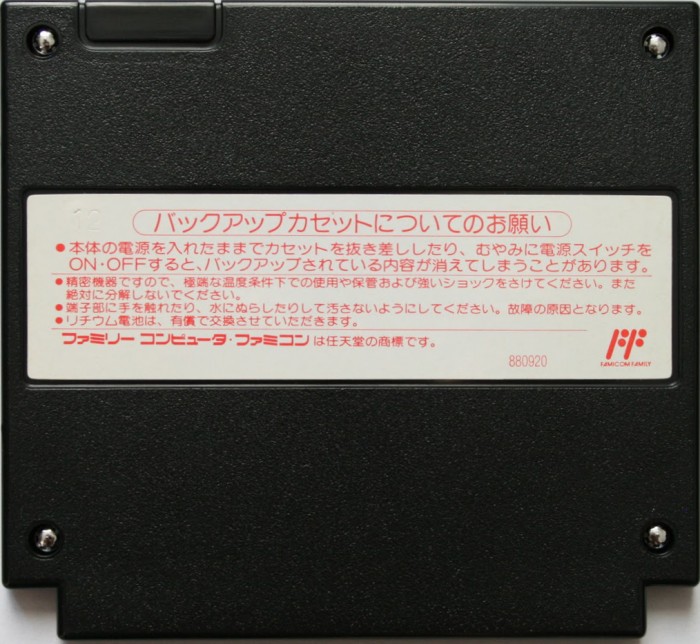 12
バックアップカセットについてのお願い
●本体の電源を入れたままでカセットを抜き差ししたり、むやみに電源スイッチを
ON・OFFすると、バックアップされている内容が消えてしまうことがあります。
●精密機器ですので、極端な温度条件下での使用や保管および強いショックをさけてください。また
絶対に分解しないでください。
●端子部に手を触れたり、水にぬらしたりして汚さないようにしてください。故障の原因となります。
●リチウム電池は、有償で交換させていただきます。
ファミリーコンピュータ・ファミコンは任天堂の商標です。
880920
FF
FAMICOM FAMILY